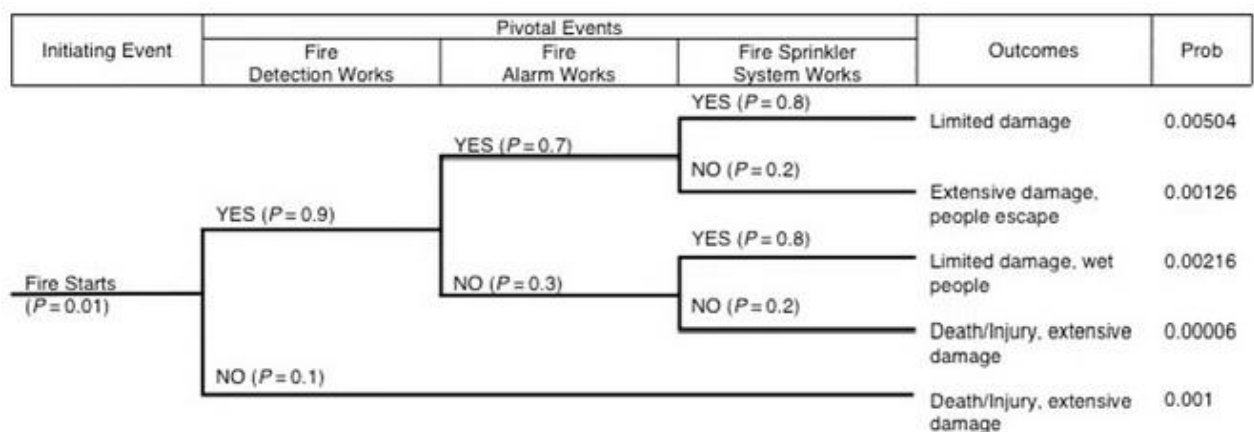 Pivotal Events
Initiating Event
Fire
Detection Works
Fire
Alarm Works
Fire Sprinkler
System Works
Outcomes
Prob
YES (P = 0.8)
Limited damage
0.00504
YES (P = 0.7)
NO (P = 0.2)
Extensive damage,
people escape
0.00126
YES (P = 0.9)
YES (P = 0.8)
Limited damage, wet
people
0.00216
Fire Starts
(P = 0.01)
NO (P = 0.3)
NO (P = 0.2)
Death/Injury, extensive
damage
0.00006
NO (P = 0.1)
Death/Injury, extensive
damage
0.001